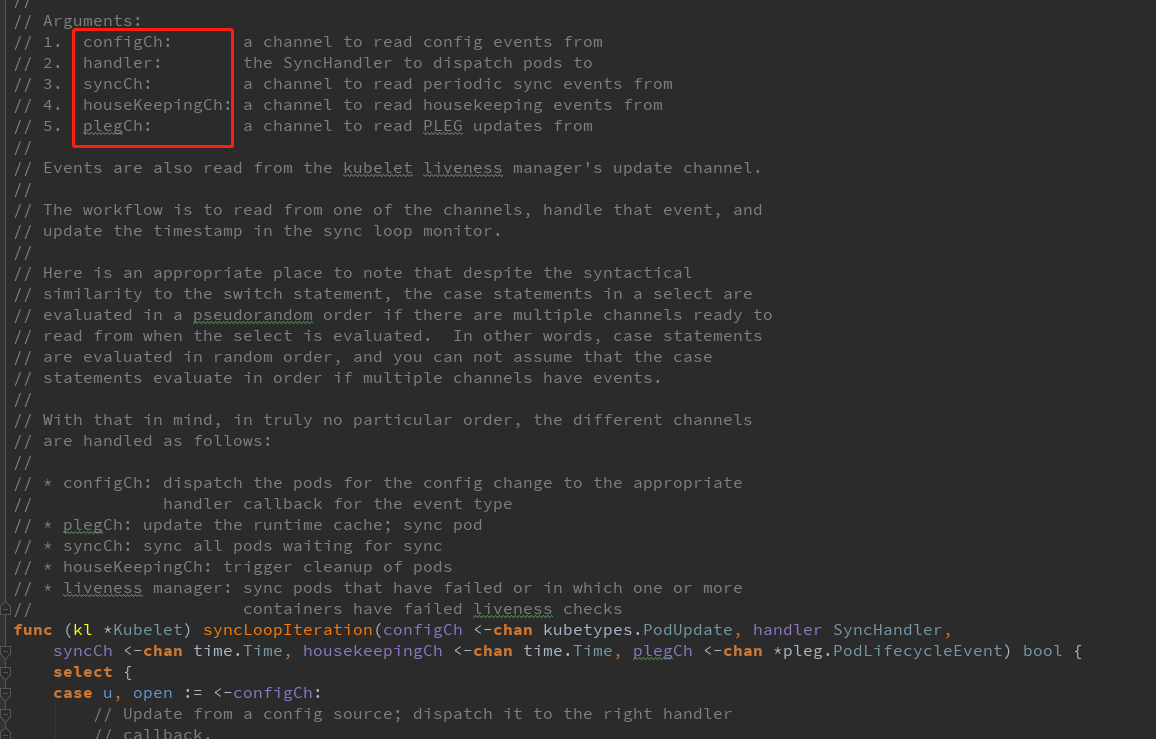 //
// Arguments:
// 1.  configCh:       a channel to read config events from
// 2.  handler:        the SyncHandler to dispatch pods to
// 3.  syncCh:         a channel to read periodic sync events from
// 4.  houseKeepingCh: a channel to read housekeeping events from
// 5.  plegCh:         a channel to read PLEG updates from
//
// Events are also read from the kubelet liveness manager's update channel.
//
// The workflow is to read from one of the channels, handle that event, and
// update the timestamp in the sync loop monitor.
//
// Here is an appropriate place to note that despite the syntactical
// similarity to the switch statement, the case statements in a select are
// evaluated in a pseudorandom order if there are multiple channels ready to
// read from when the select is evaluated.  In other words, case statements
// are evaluated in random order, and you can not assume that the case
// statements evaluate in order if multiple channels have events.
//
// With that in mind, in truly no particular order, the different channels
// are handled as follows:
//
// * configCh: dispatch the pods for the config change to the appropriate
//             handler callback for the event type
// * plegCh: update the runtime cache; sync pod
// * syncCh: sync all pods waiting for sync
// * houseKeepingCh: trigger cleanup of pods
// * liveness manager: sync pods that have failed or in which one or more
//                     containers have failed liveness checks
func (kl *Kubelet) syncLoopIteration(configCh <-chan kubetypes.PodUpdate, handler SyncHandler,
    syncCh <-chan time.Time, housekeepingCh <-chan time.Time, plegCh <-chan *pleg.PodLifecycleEvent) bool {
    select {
    case u, open := <-configCh:
        // Update from a config source; dispatch it to the right handler
        // callback.